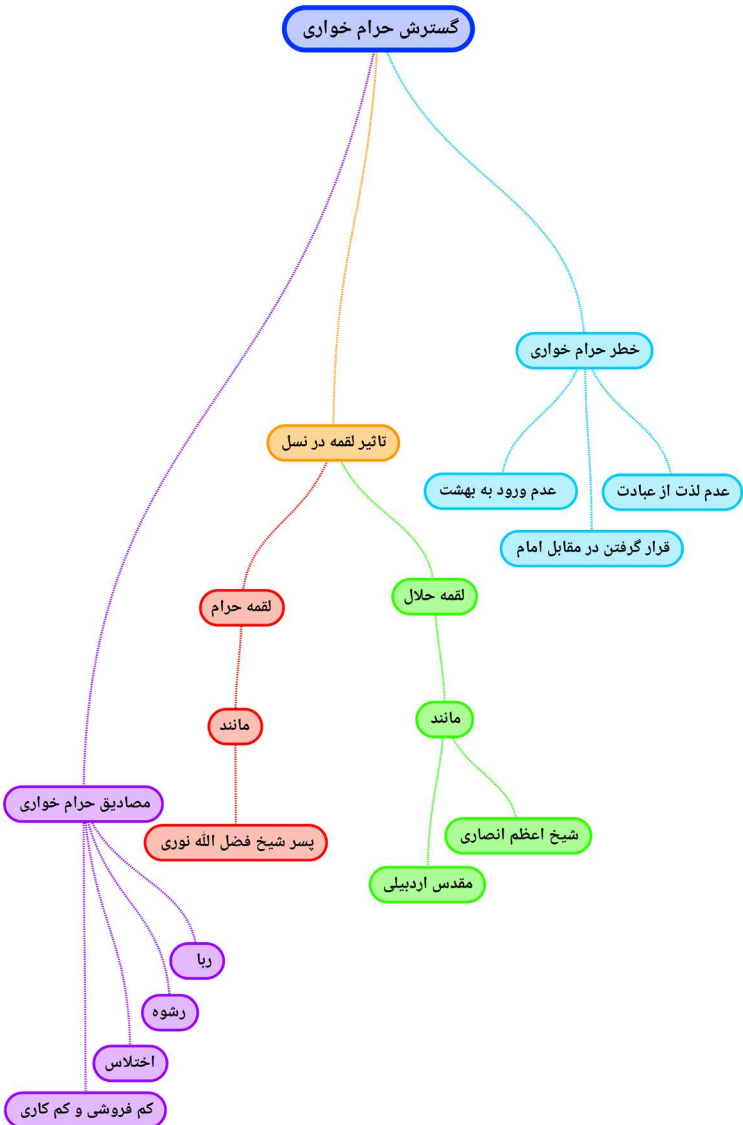 گسترش حرام خواری
خطر حرام خواری
عدم لذت از عبادت
عدم ورود به بهشت
قرار گرفتن در مقابل امام
تاثیر لقمه در نسل
لقمه حلال
مانند
شیخ اعظم انصاری
مقدس اردبیلی
لقمه حرام
مانند
پسر شیخ فضل الله نوری
مصادیق حرام خواری
ربا
رشوه
اختلاس
کم فروشی و کم کاری